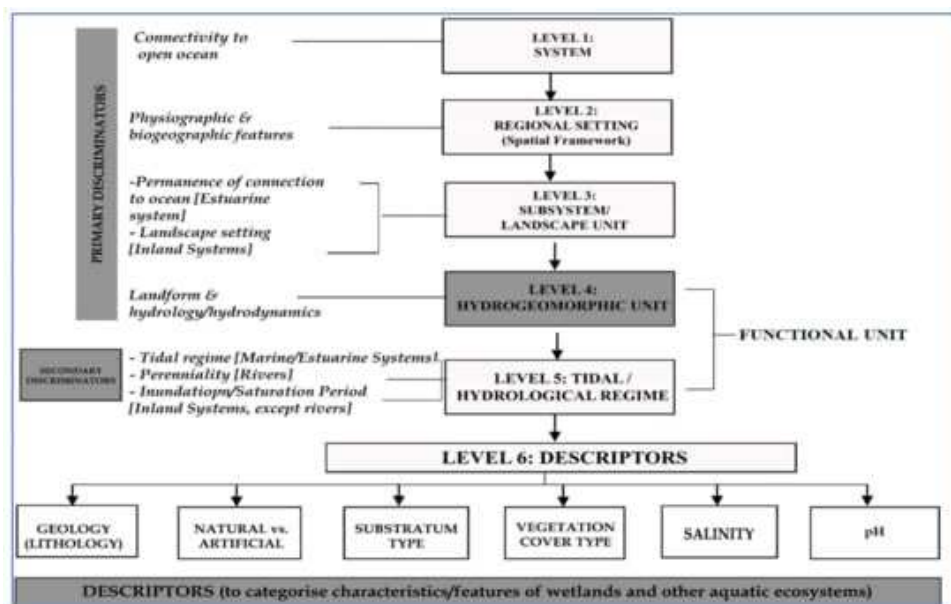 Connectivity to
open ocean
LEVEL 1:
SYSTEM
PRIMARY DISCRIMINATORS
Physiographic &
biogeographic features
LEVEL 2:
REGIONAL SETTING
(Spatial Framework)
-Permanence of connection
to ocean [Estuarine
system]
- Landscape setting
[Inland Systems]
LEVEL 3:
SUBSYSTEM/
LANDSCAPE UNIT
Landform &
hydrology/hydrodynamics
LEVEL 4:
HYDROGEOMORPHIC UNIT
FUNCTIONAL UNIT
SECONDARY
DISCRIMINATORS
- Tidal regime [Marine/Estuarine Systems]
- Perenniality [Rivers]
- Inundatiopn/Saturation Period
[Inland Systems, except rivers]
LEVEL 5: TIDAL /
HYDROLOGICAL REGIME
LEVEL 6: DESCRIPTORS
GEOLOGY
(LITHOLOGY)
NATURAL vs.
ARTIFICIAL
SUBSTRATUM
TYPE
VEGETATION
COVER TYPE
SALINITY
pH
DESCRIPTORS (to categorise characteristics/features of wetlands and other aquatic ecosystems)